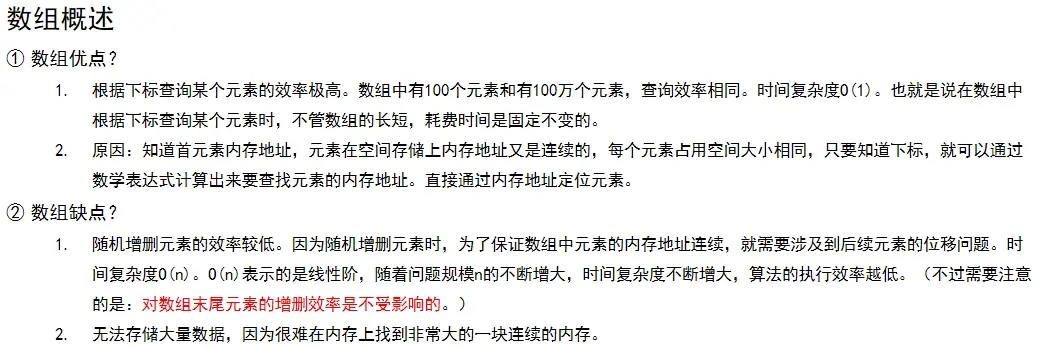 数组概述
① 数组优点？
1. 根据下标查询某个元素的效率极高。数组中有100个元素和有100万个元素，查询效率相同。时间复杂度O(1)。也就是说在数组中
根据下标查询某个元素时，不管数组的长短，耗费时间是固定不变的。
2. 原因：知道首元素内存地址，元素在空间存储上内存地址又是连续的，每个元素占用空间大小相同，只要知道下标，就可以通过
数学表达式计算出来要查找元素的内存地址。直接通过内存地址定位元素。
② 数组缺点？
1. 随机增删元素的效率较低。因为随机增删元素时，为了保证数组中元素的内存地址连续，就需要涉及到后续元素的位移问题。时
间复杂度O(n)。O(n)表示的是线性阶，随着问题规模n的不断增大，时间复杂度不断增大，算法的执行效率越低。（不过需要注意
的是：对数组末尾元素的增删效率是不受影响的。）
2. 无法存储大量数据，因为很难在内存上找到非常大的一块连续的内存。